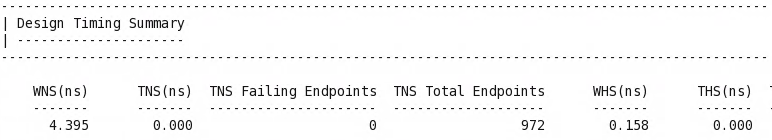 ------------------------------------------------------------------------------------------------
| Design Timing Summary
| ---------------------
------------------------------------------------------------------------------------------------
WNS(ns)      TNS(ns)  TNS Failing Endpoints  TNS Total Endpoints      WHS(ns)      THS(ns)
-------      -------  ---------------------  -------------------      -------      -------
4.395        0.000                      0                  972        0.158        0.000